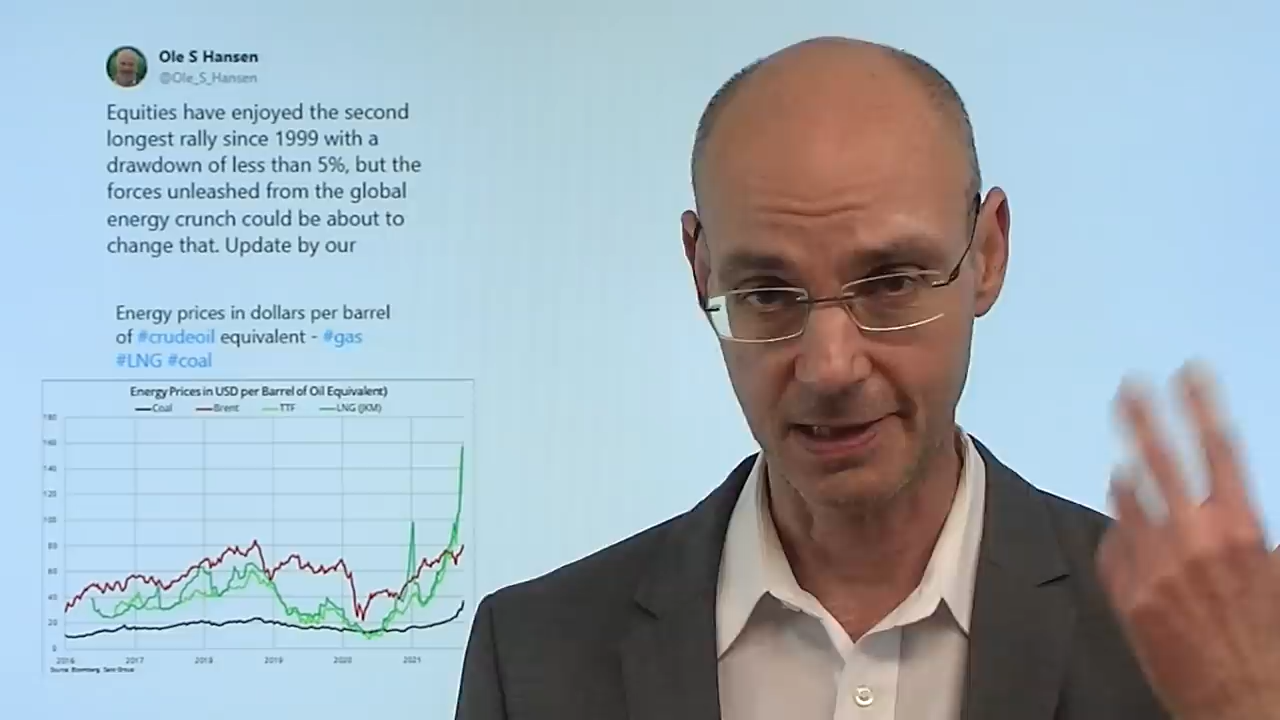 Ole S Hansen
@Ole_S_Hansen
Equities have enjoyed the second
longest rally since 1999 with a
drawdown of less than 5%, but the
forces unleashed from the global
energy crunch could be about to
change that. Update by our
Energy prices in dollars per barrel
of #crudeoil equivalent - #gas
#LNG #coal
Energy Prices in USD per Barrel of Oil Equivalent)
Coal Brent TTF LNG (JKM)
180
160
140
120
100
80
60
40
20
0
2016 2017 2018 2019 2020 2021
Source: Bloomberg, Saxo Group